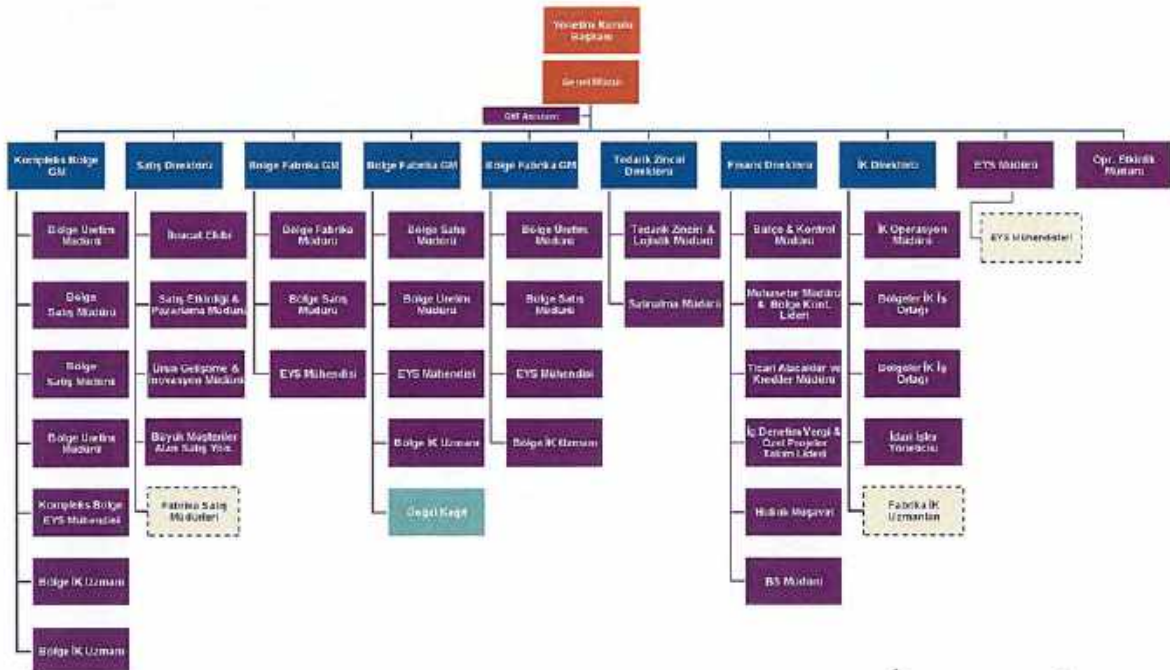 Yönetim Kurulu
Başkanı
Genel Müdür
GM Asistanı
Kompleks Bölge
GM
Satış Direktörü
Bölge Fabrika GM
Bölge Fabrika GM
Bölge Fabrika GM
Tedarik Zinciri
Direktörü
Finans Direktörü
İK Direktörü
EYS Müdürü
Opr. Etkinlik
Müdürü
Bölge Üretim
Müdürü
Bölge
Satış Müdürü
Bölge
Satış Müdürü
Bölge Üretim
Müdürü
Kompleks Bölge
EYS Mühendisi
Bölge İK Uzmanı
Bölge İK Uzmanı
İhracat Ekibi
Satış Etkinliği &
Pazarlama Müdürü
Ürün Geliştirme &
İnovasyon Müdürü
Büyük Müşteriler
Alan Satış Yön.
Fabrika Satış
Müdürleri
Bölge Fabrika
Müdürü
Bölge Satış
Müdürü
EYS Mühendisi
Bölge Satış
Müdürü
Bölge Üretim
Müdürü
EYS Mühendisi
Bölge İK Uzmanı
Doğal Kağıt
Bölge Üretim
Müdürü
Bölge Satış
Müdürü
EYS Mühendisi
Bölge İK Uzmanı
Tedarik Zinciri &
Lojistik Müdürü
Satınalma Müdürü
Bütçe & Kontrol
Müdürü
Muhasebe Müdürü
& Bölge Kont.
Lideri
Ticari Alacaklar ve
Krediler Müdürü
İç Denetim Vergi &
Özel Projeler
Takım Lideri
Hukuk Müşaviri
BS Müdürü
İK Operasyon
Müdürü
Bölgeler İK İş
Ortağı
Bölgeler İK İş
Ortağı
İdari İşler
Yöneticisi
Fabrika İK
Uzmanları
EYS Mühendisleri